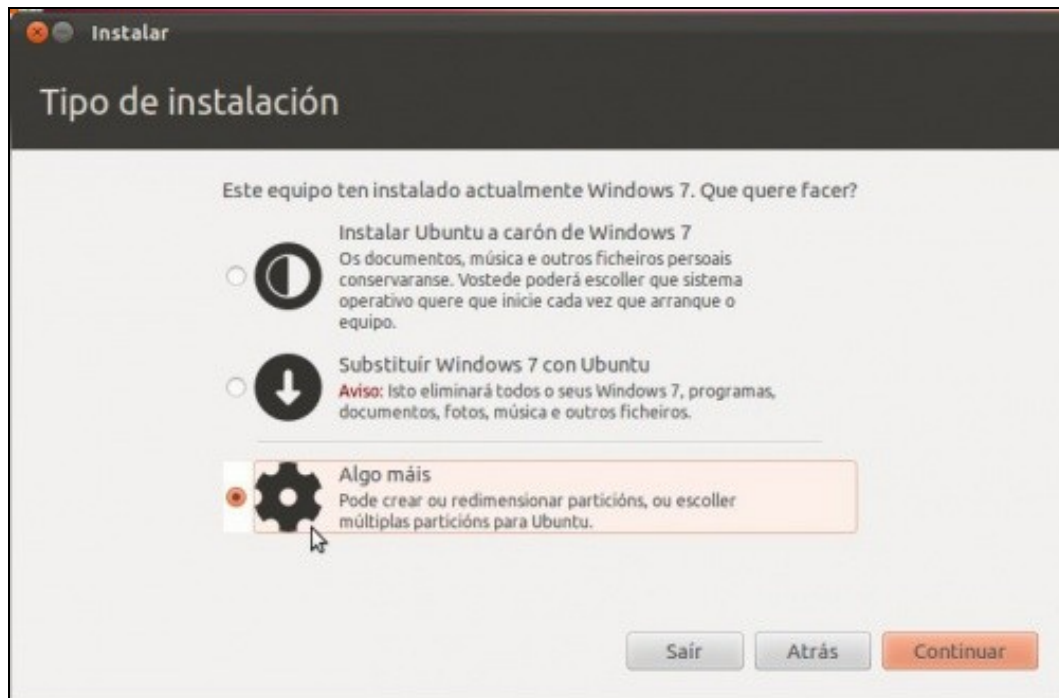 Instalar
Tipo de instalación
Este equipo ten instalado actualmente Windows 7. Que quere facer?
Instalar Ubuntu a carón de Windows 7
Os documentos, música e outros ficheiros persoais
conservaranse. Vostede poderá escoller que sistema
operativo quere que inicie cada vez que arranque o
equipo.
Substituír Windows 7 con Ubuntu
Aviso: Isto eliminará todos o seus Windows 7, programas,
documentos, fotos, música e outros ficheiros.
Algo máis
Pode crear ou redimensionar particións, ou escoller
múltiplas particións para Ubuntu.
Saír
Atrás
Continuar